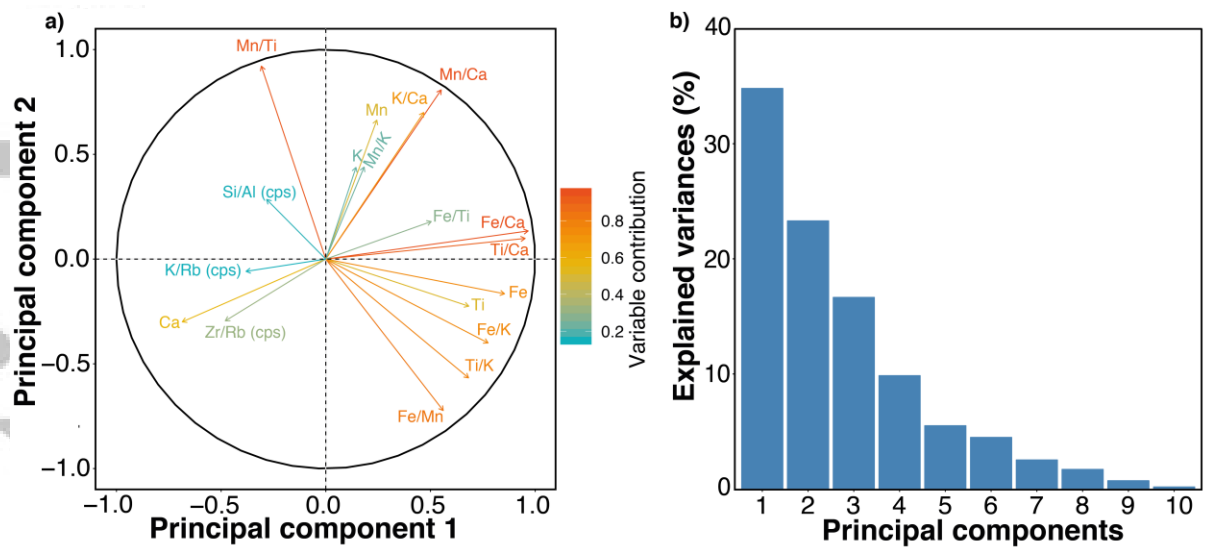 a)
1.0
0.5
0.0
−0.5
−1.0
Principal component 2
−1.0
−0.5
0.0
0.5
1.0
Principal component 1
Mn/Ti
Mn/Ca
K/Ca
Mn
K
Mn/K
Si/Al (cps)
Fe/Ti
Fe/Ca
Ti/Ca
K/Rb (cps)
Fe
Ti
Ca
Zr/Rb (cps)
Fe/K
Ti/K
Fe/Mn
0.8
0.6
0.4
0.2
Variable contribution
b)
40
30
20
10
0
Explained variances (%)
1 2 3 4 5 6 7 8 9 10
Principal components